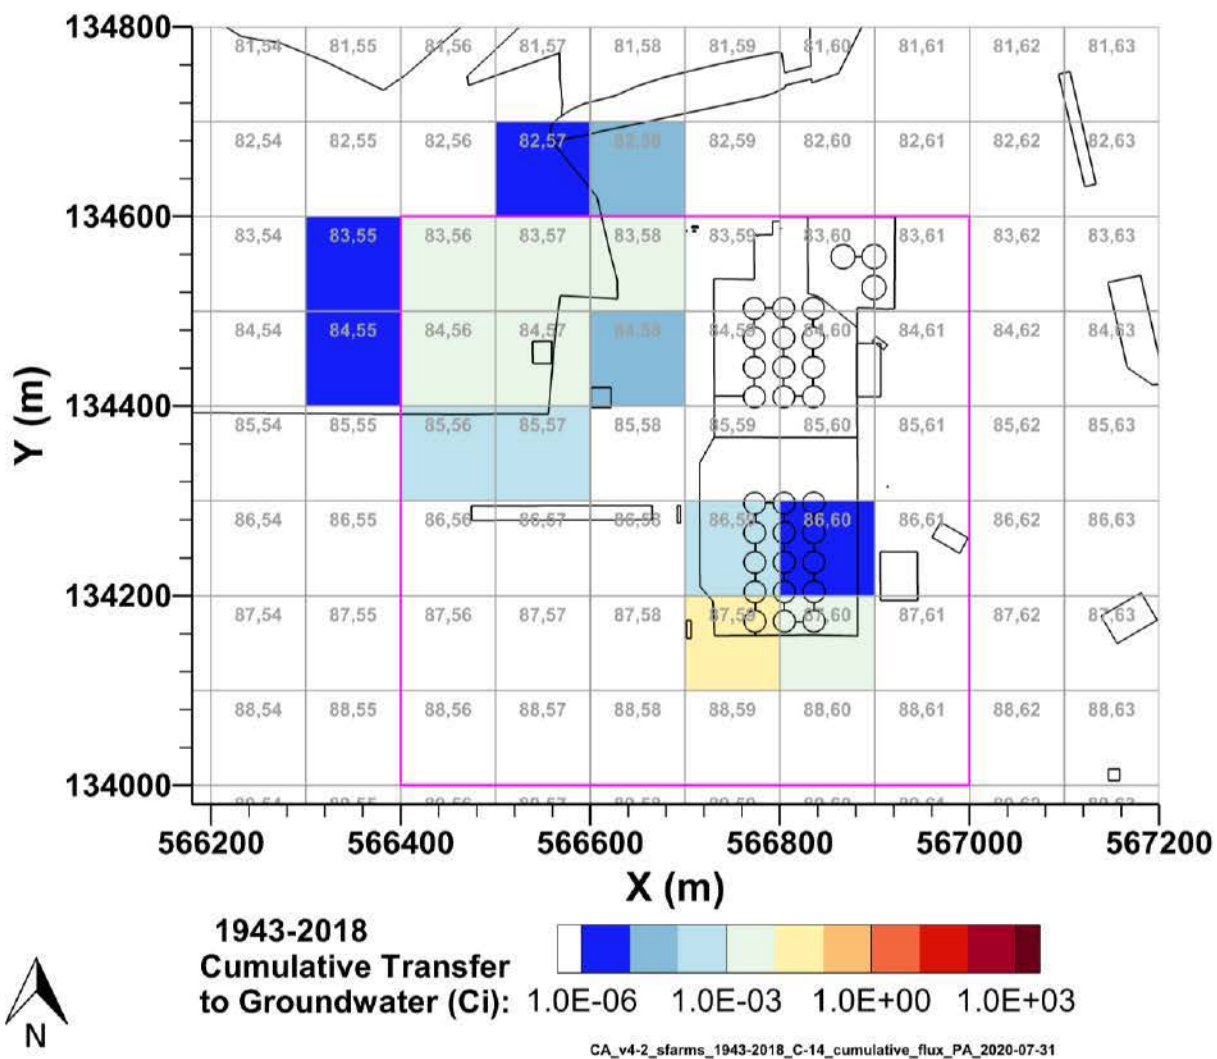 134800
81,54 81,55 81,56 81,57 81,58 81,59 81,60 81,61 81,62 81,63
82,54 82,55 82,56 82,57 82,58 82,59 82,60 82,61 82,62 82,63
134600
83,54 83,55 83,56 83,57 83,58 83,59 83,60 83,61 83,62 83,63
84,54 84,55 84,56 84,57 84,58 84,59 84,60 84,61 84,62 84,63
134400
85,54 85,55 85,56 85,57 85,58 85,59 85,60 85,61 85,62 85,63
Y (m)
86,54 86,55 86,56 86,57 86,58 86,59 86,60 86,61 86,62 86,63
134200
87,54 87,55 87,56 87,57 87,58 87,59 87,60 87,61 87,62 87,63
88,54 88,55 88,56 88,57 88,58 88,59 88,60 88,61 88,62 88,63
134000
566200 566400 566600 566800 567000 567200
X (m)
1943-2018
Cumulative Transfer
to Groundwater (Ci): 1.0E-06 1.0E-03 1.0E+00 1.0E+03
N
CA_v4-2_sfarms_1943-2018_C-14_cumulative_flux_PA_2020-07-31